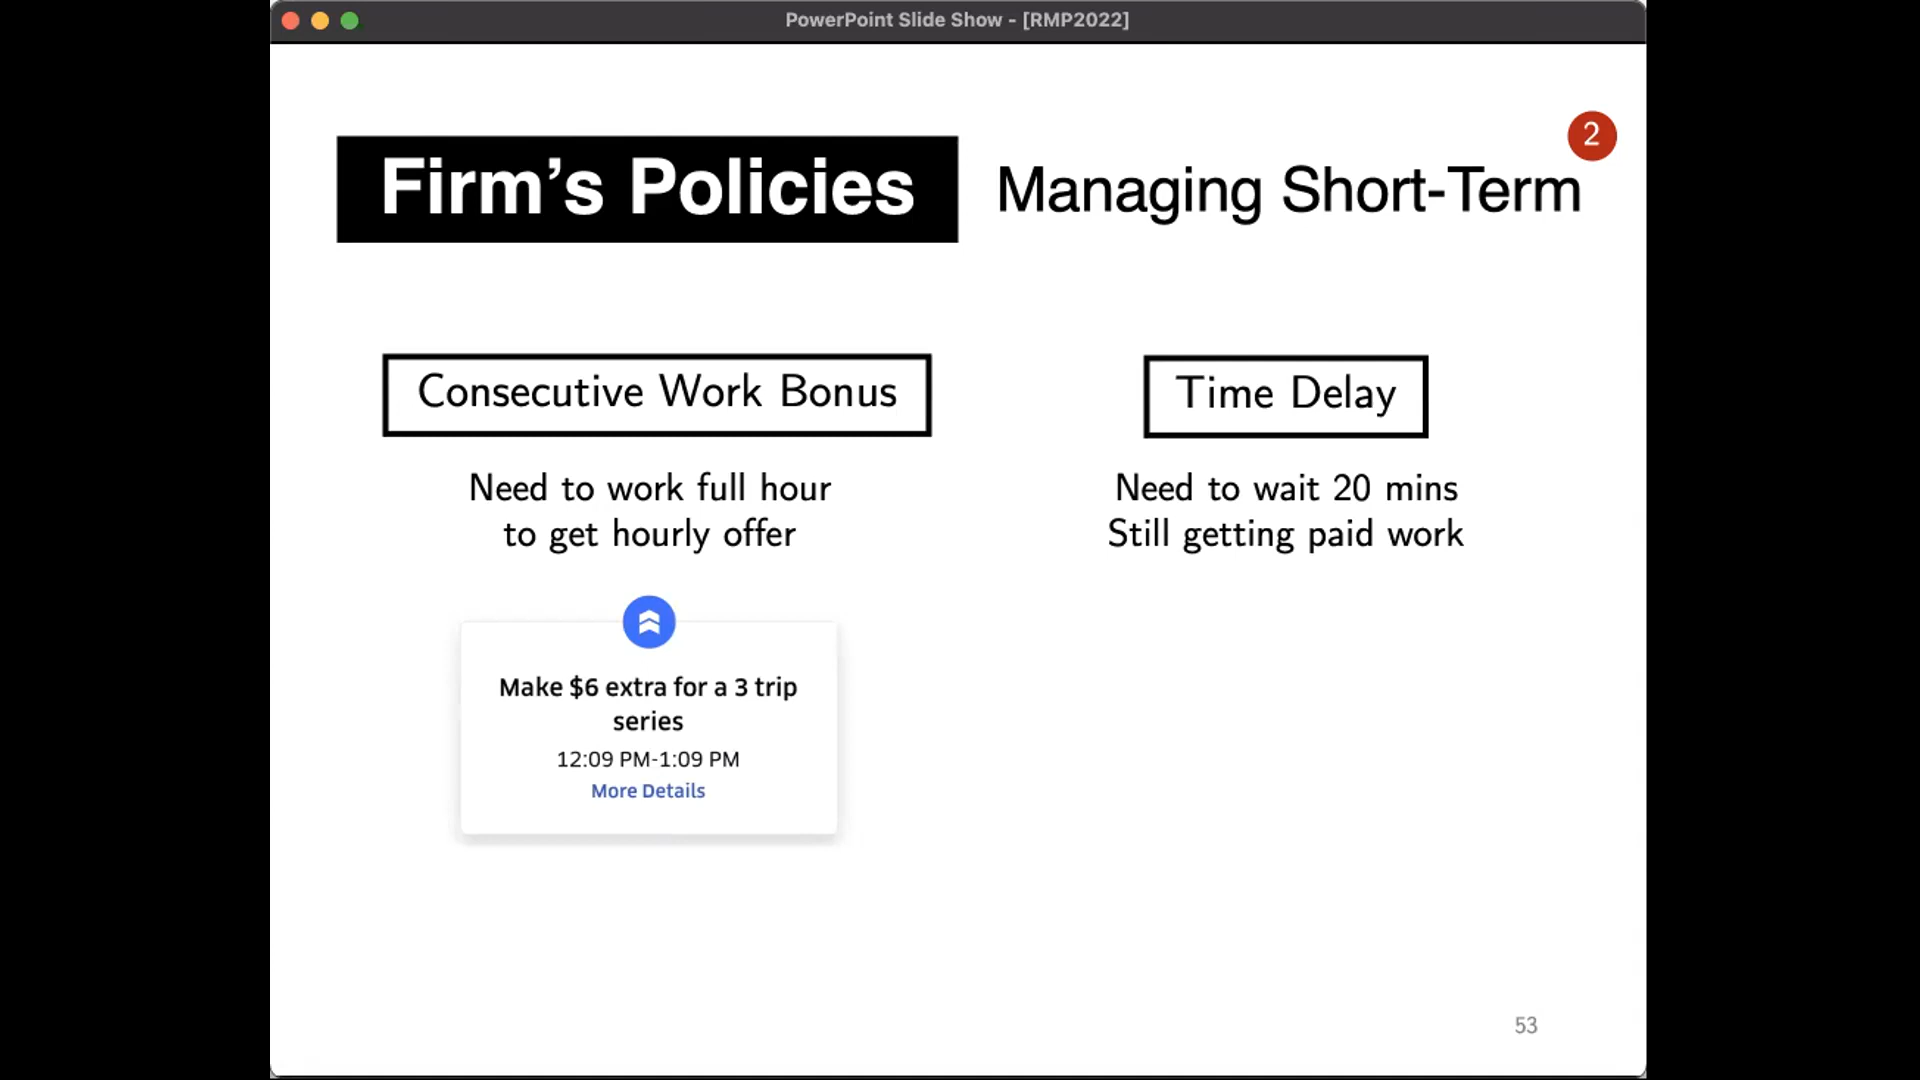 PowerPoint Slide Show - [RMP2022]
2
Firm’s Policies Managing Short-Term
Consecutive Work Bonus
Need to work full hour
to get hourly offer
Make $6 extra for a 3 trip
series
12:09 PM-1:09 PM
More Details
Time Delay
Need to wait 20 mins
Still getting paid work
53